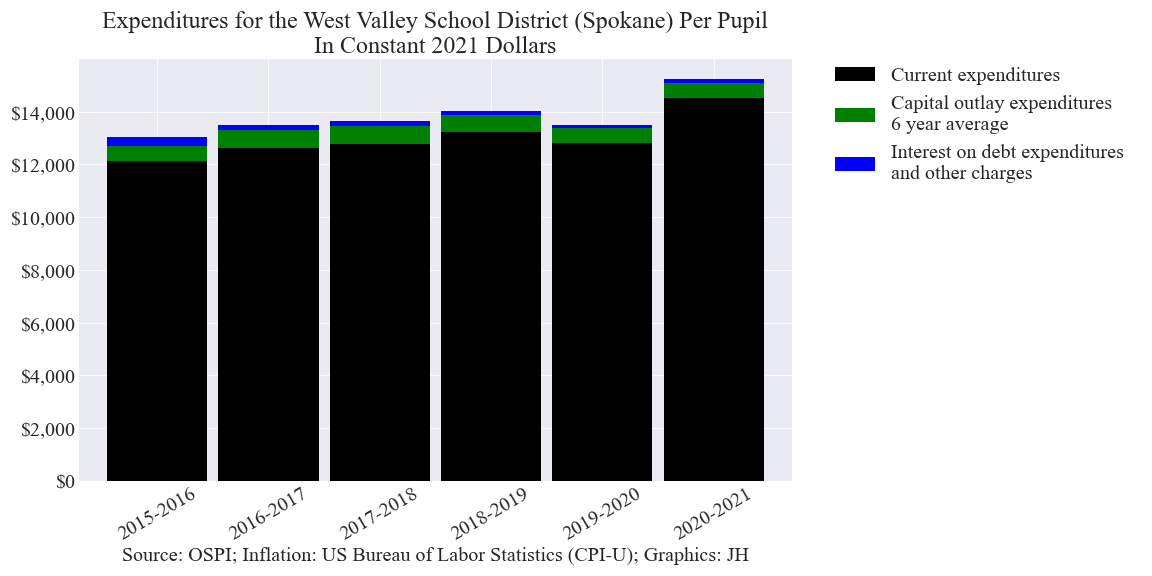 Expenditures for the West Valley School District (Spokane) Per Pupil
In Constant 2021 Dollars
$14,000
$12,000
$10,000
$8,000
$6,000
$4,000
$2,000
$0
2015-2016
2016-2017
2017-2018
2018-2019
2019-2020
2020-2021
Source: OSPI; Inflation: US Bureau of Labor Statistics (CPI-U); Graphics: JH
Current expenditures
Capital outlay expenditures
6 year average
Interest on debt expenditures
and other charges